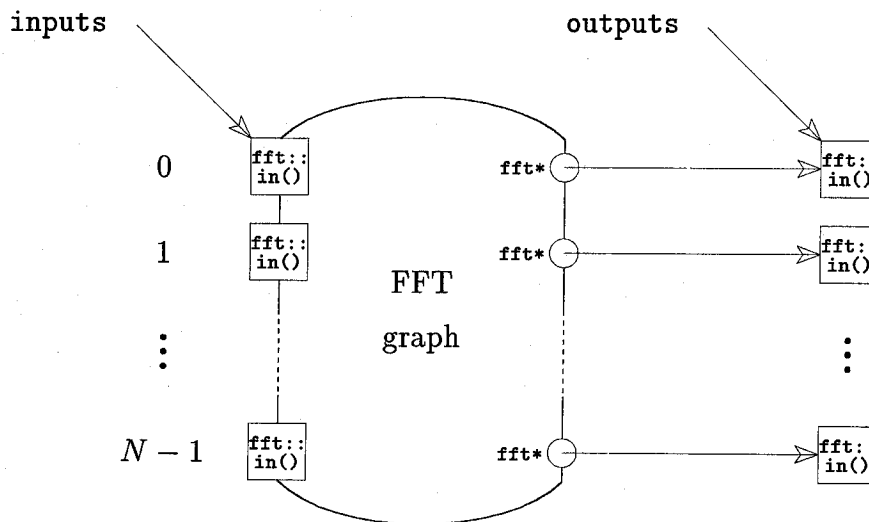 inputs
outputs
0
fft::
in()
fft*
fft:
in()
1
fft::
in()
fft*
fft:
in()
FFT
graph
N − 1
fft::
in()
fft*
fft:
in()